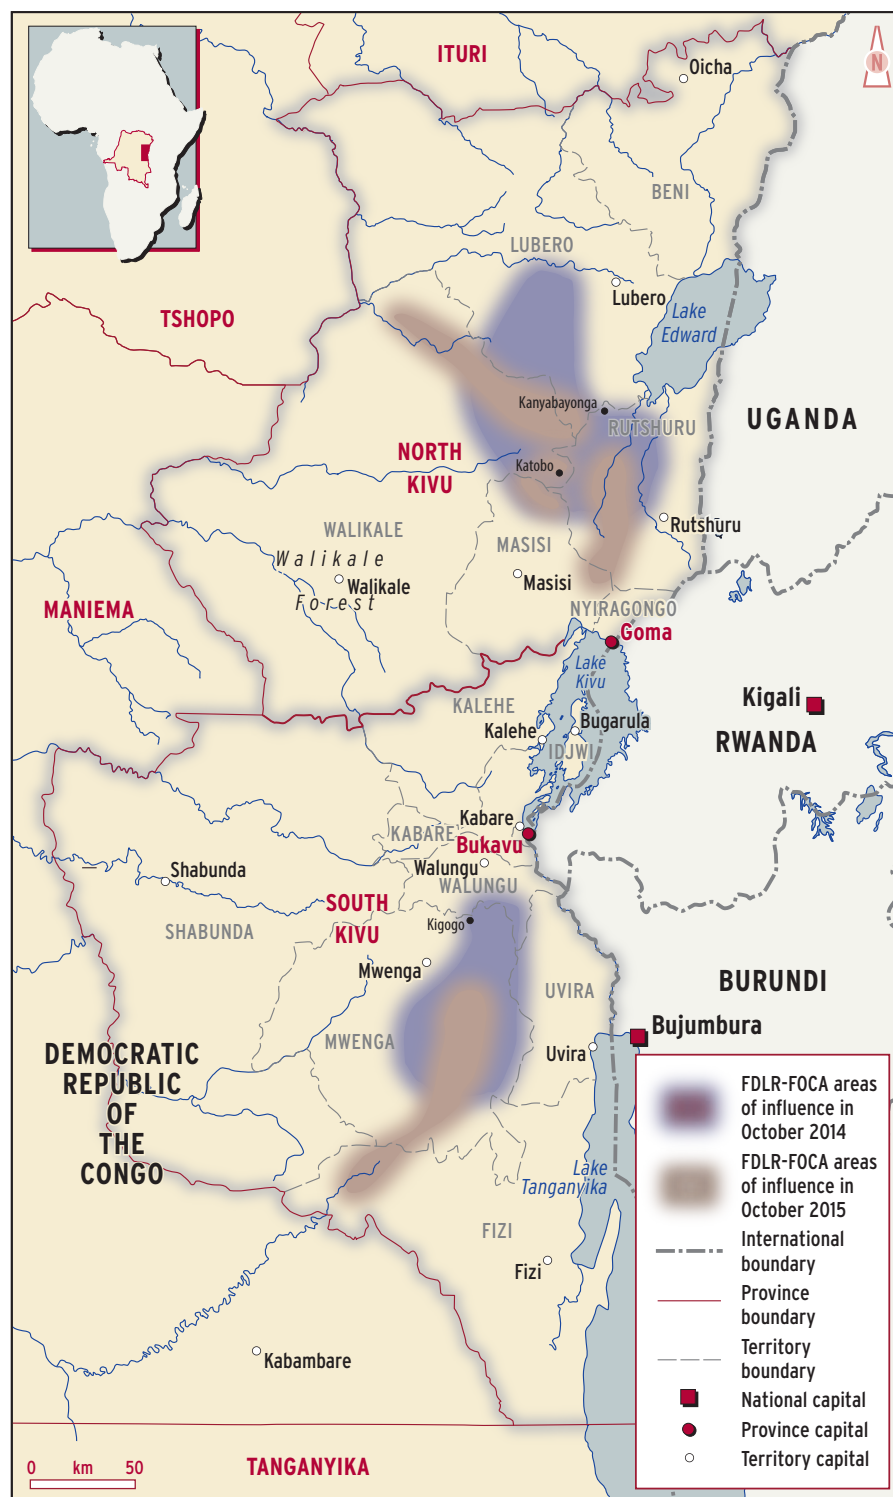 ITURI
Oicha
N
BENI
LUBERO
Lubero
TSHOPO
Lake
Edward
Kanyabayonga
RUTSHURU
UGANDA
NORTH
KIVU
Katobo
Rutshuru
WALIKALE
MASISI
Walikale
Forest
Walikale
Masisi
MANIEMA
NYIRAGONGO
Goma
Lake
Kivu
KALEHE
Kigali
Kalehe
Bugarula
RWANDA
IDJWI
Kabare
KABARE
Bukavu
Walungu
Shabunda
WALUNGU
SOUTH
KIVU
Kigogo
SHABUNDA
Mwenga
UVIRA
BURUNDI
Bujumbura
MWENGA
Uvira
DEMOCRATIC
REPUBLIC
OF
THE
CONGO
Lake
Tanganyika
FIZI
Fizi
Kabambare
TANGANYIKA
0 km 50
FDLR-FOCA areas
of influence in
October 2014
FDLR-FOCA areas
of influence in
October 2015
International
boundary
Province
boundary
Territory
boundary
National capital
Province capital
Territory capital